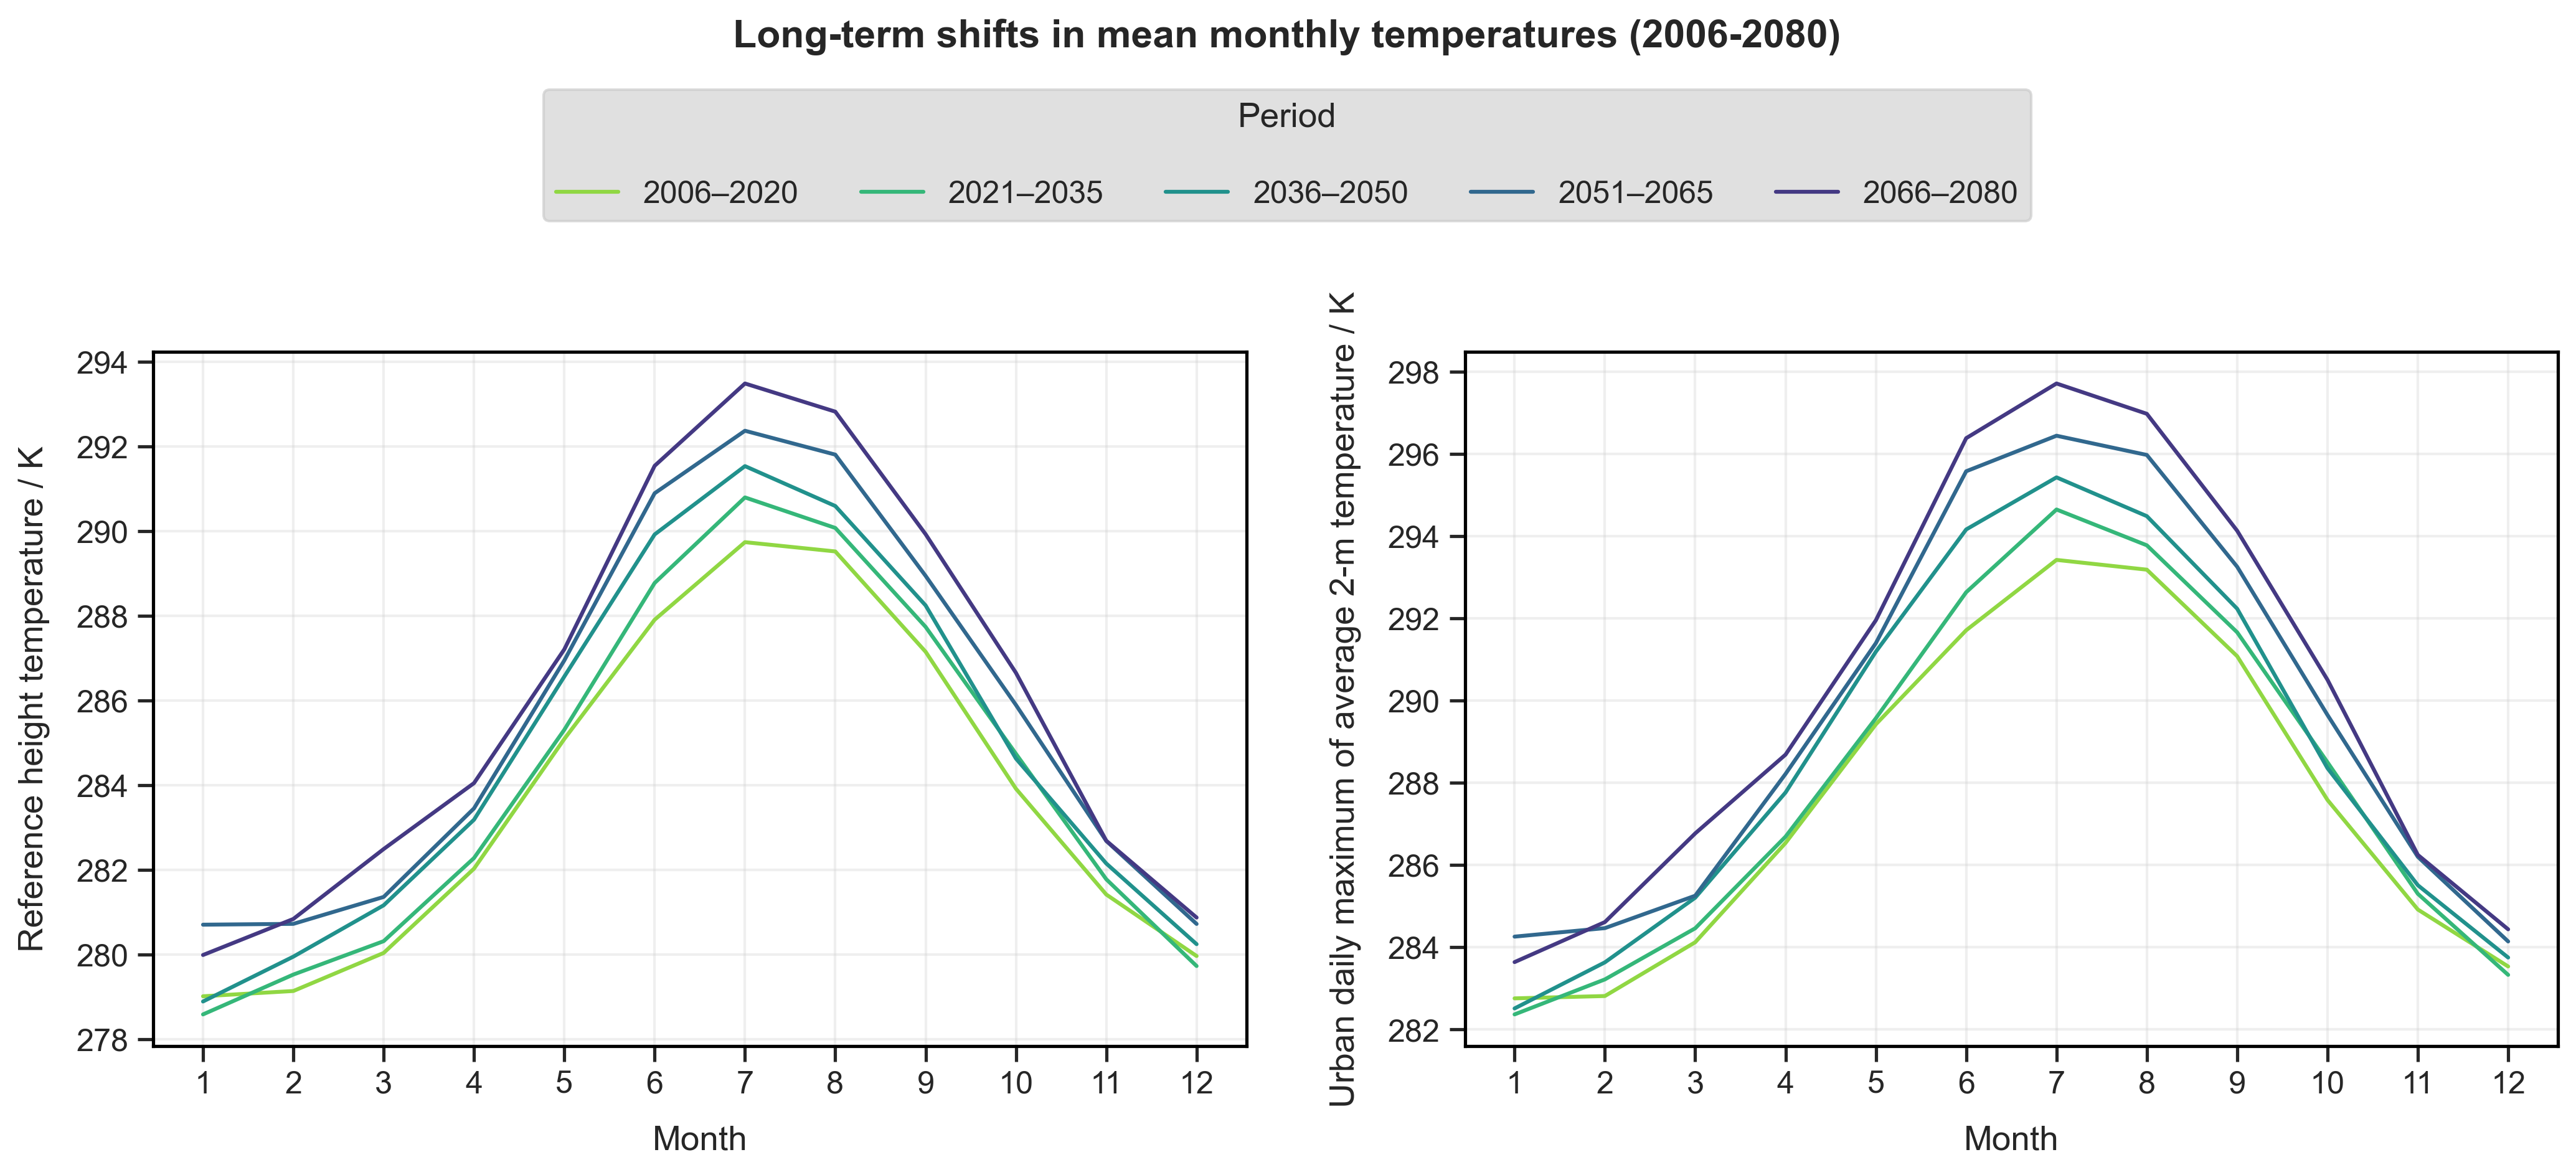 Long-term shifts in mean monthly temperatures (2006-2080)
Period
2006–2020 2021–2035 2036–2050 2051–2065 2066–2080
Reference height temperature / K
294
292
290
288
286
284
282
280
278
1 2 3 4 5 6 7 8 9 10 11 12
Month
Urban daily maximum of average 2-m temperature / K
298
296
294
292
290
288
286
284
282
1 2 3 4 5 6 7 8 9 10 11 12
Month